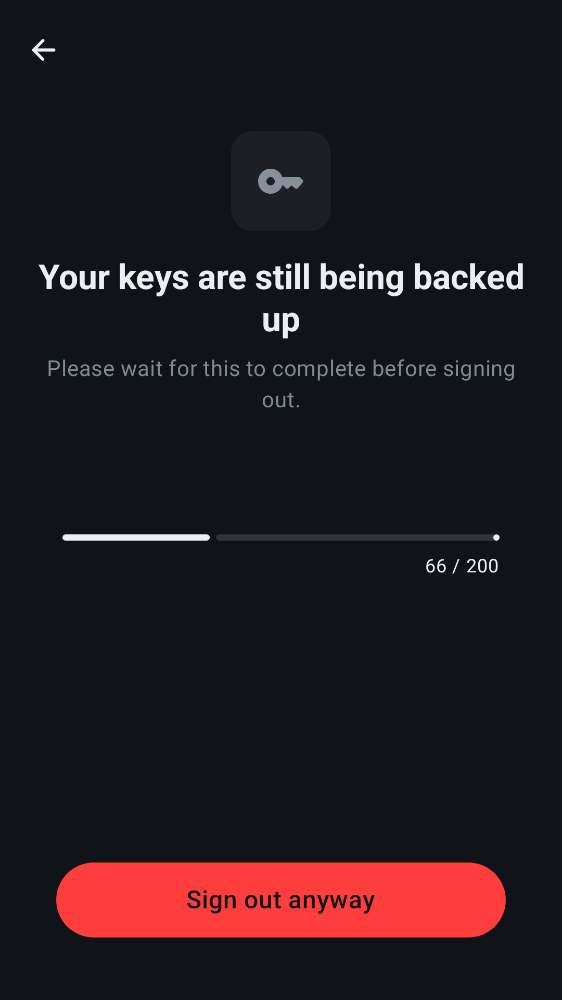 Your keys are still being backed
up
Please wait for this to complete before signing
out.
66 / 200
Sign out anyway